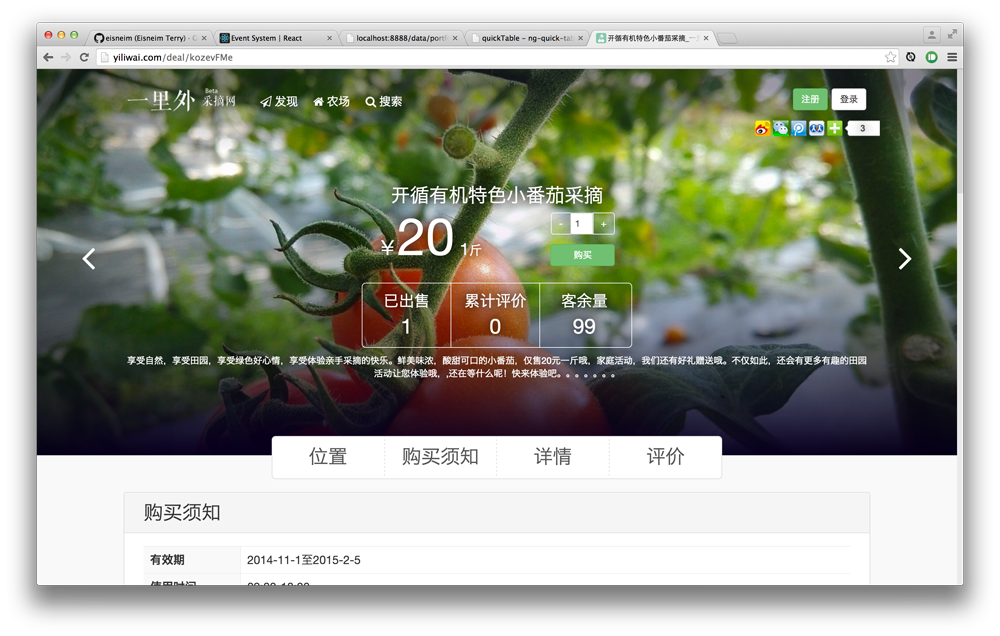 eisneim (Eisneim Terry) · G
Event System | React
localhost:8888/data/portf
quickTable – ng-quick-tab
开循有机特色小番茄采摘_一
yiliwai.com/deal/kozevFMe
一里外
Beta
采摘网
发现
农场
搜索
注册
登录
3
开循有机特色小番茄采摘
¥20 1斤
- 1 +
购买
已出售
累计评价
客余量
1
0
99
享受自然，享受田园，享受绿色好心情，享受体验亲手采摘的快乐。鲜美味浓，酸甜可口的小番茄，仅售20元一斤哦，家庭活动，我们还有好礼赠送哦。不仅如此，还会有更多有趣的田园
活动让您体验哦，,还在等什么呢！快来体验吧。。。。。。。
位置
购买须知
详情
评价
购买须知
有效期
2014-11-1至2015-2-5
使用时间